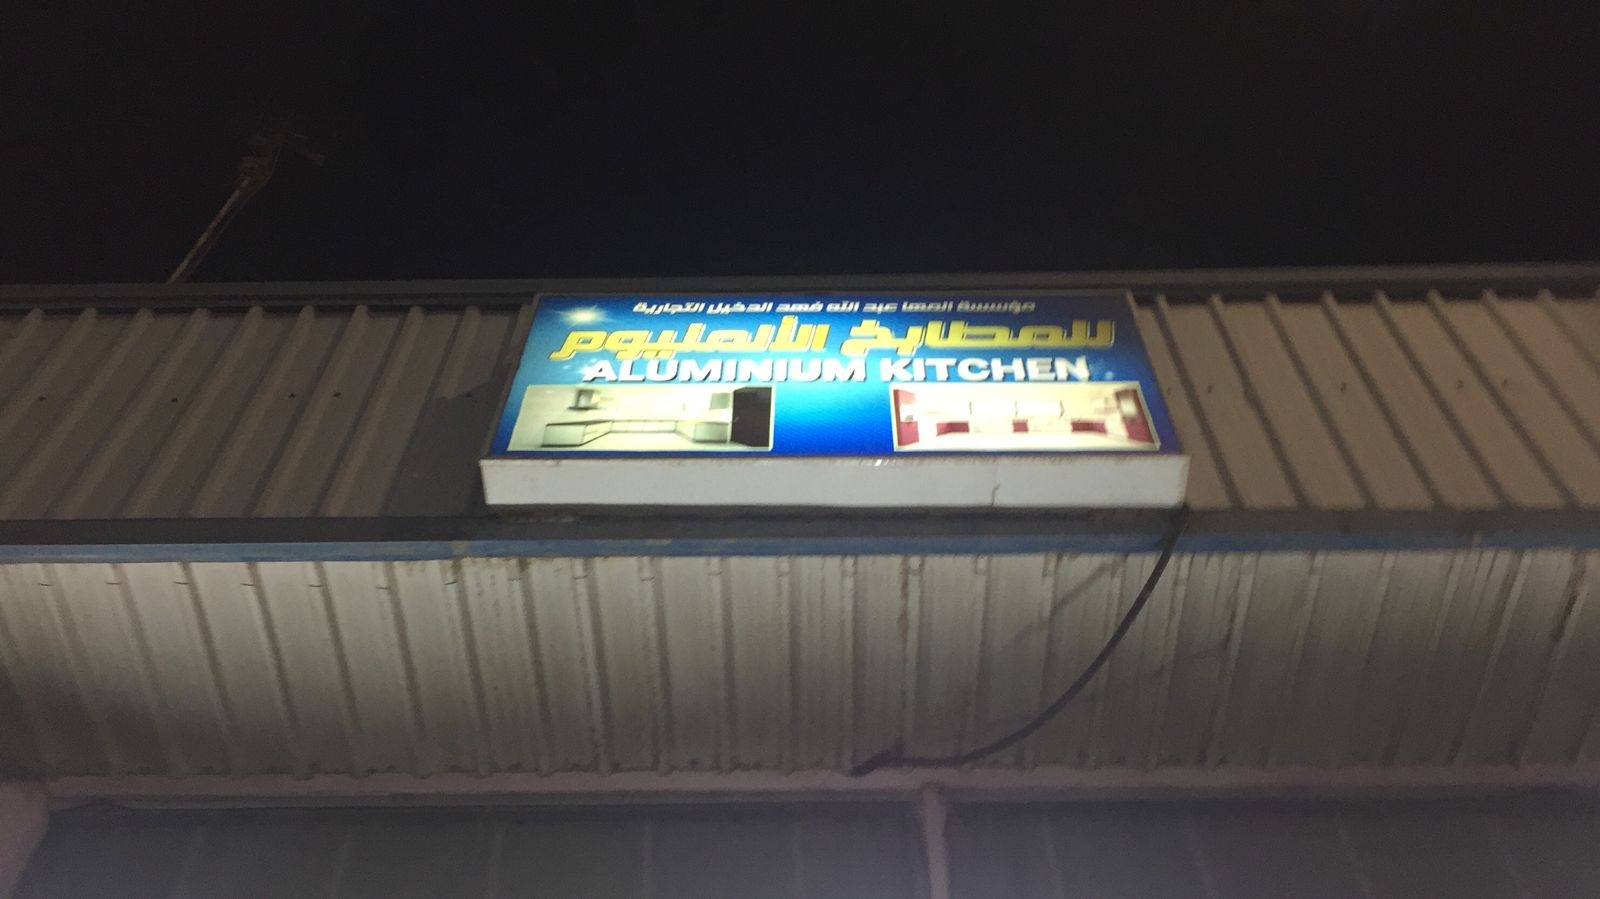 مؤسسة المها عبد الله فهد الدخيل التجارية
للمطابخ الألمنيوم
ALUMINIUM KITCHEN